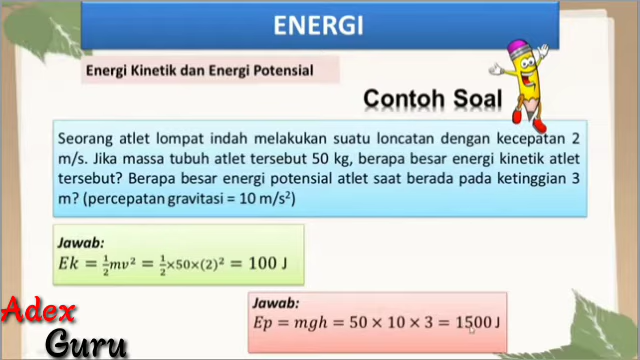 ENERGI
Energi Kinetik dan Energi Potensial
Contoh Soal
Seorang atlet lompat indah melakukan suatu loncatan dengan kecepatan 2
m/s. Jika massa tubuh atlet tersebut 50 kg, berapa besar energi kinetik atlet
tersebut? Berapa besar energi potensial atlet saat berada pada ketinggian 3
m? (percepatan gravitasi = 10 m/s²)
Jawab:
Ek = ½mv² = ½×50×(2)² = 100 J
Jawab:
Ep = mgh = 50 × 10 × 3 = 1500 J
Adex
Guru